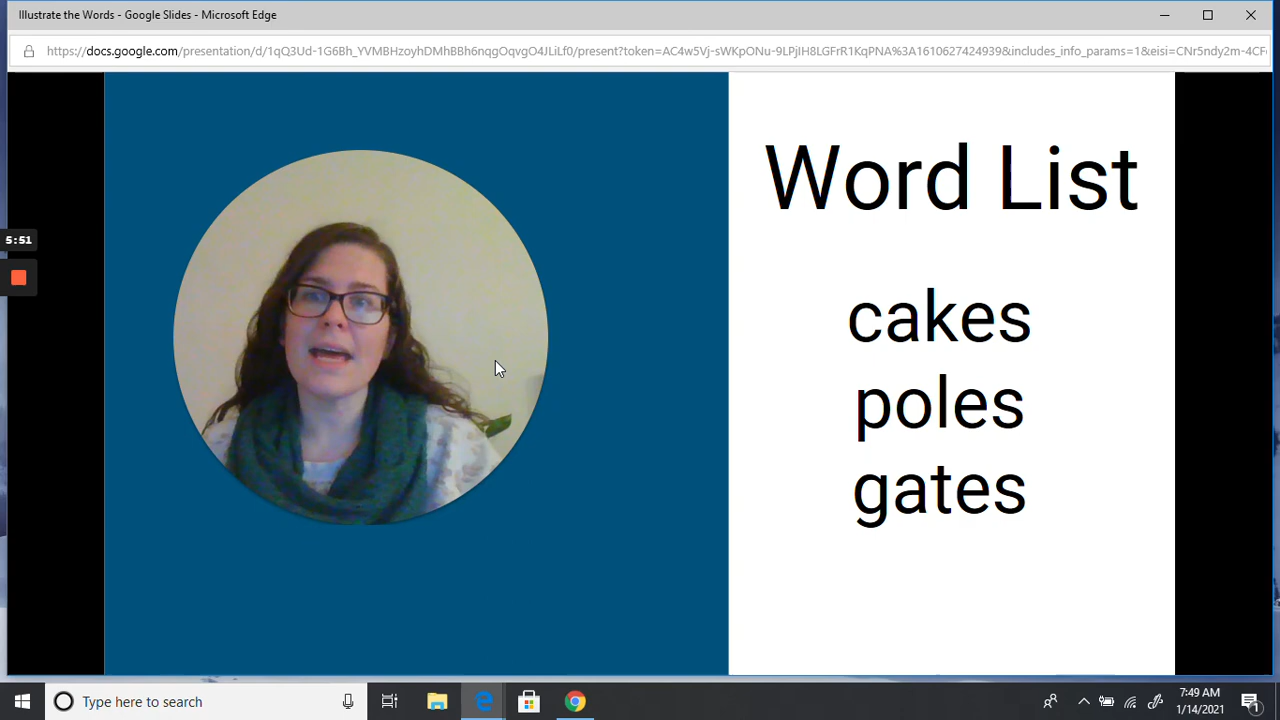 Illustrate the Words - Google Slides - Microsoft Edge
https://docs.google.com/presentation/d/1qQ3Ud-1G6Bh_YVMBHzoyhDMhBBh6nqgOqvgO4JLiLf0/present?token=AC4w5Vj-sWKpONu-9LPjIH8LGFrR1KqPNA%3A1610627424939&includes_info_params=1&eisi=CNr5ndy2m-4CF
Word List
5:51
cakes
poles
gates
Type here to search
7:49 AM
1/14/2021
1